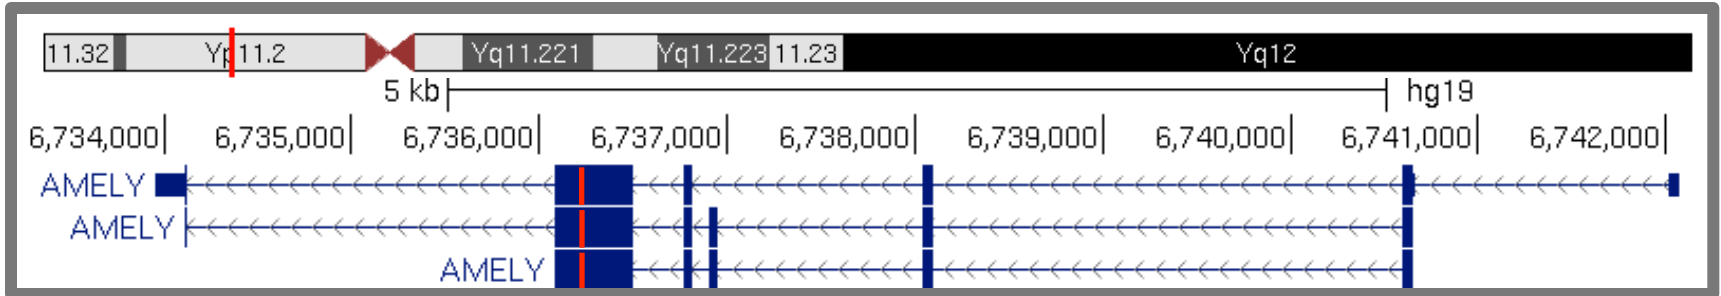 11.32 Yp11.2 Yq11.221 Yq11.223 11.23 Yq12
5 kb hg19
6,734,000 6,735,000 6,736,000 6,737,000 6,738,000 6,739,000 6,740,000 6,741,000 6,742,000
AMELY
AMELY
AMELY